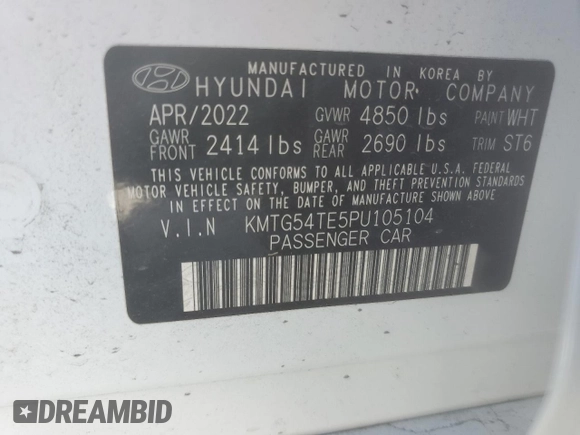 MANUFACTURED IN KOREA BY
HYUNDAI MOTOR COMPANY
APR/2022 GVWR 4850 lbs PAINT WHT
GAWR FRONT 2414 lbs GAWR REAR 2690 lbs TRIM ST6
THIS VEHICLE CONFORMS TO ALL APPLICABLE U.S.A. FEDERAL
MOTOR VEHICLE SAFETY, BUMPER, AND THEFT PREVENTION STANDARDS
IN EFFECT ON THE DATE OF MANUFACTURE SHOWN ABOVE.
V.I.N KMTG54TE5PU105104
PASSENGER CAR
DREAMBID